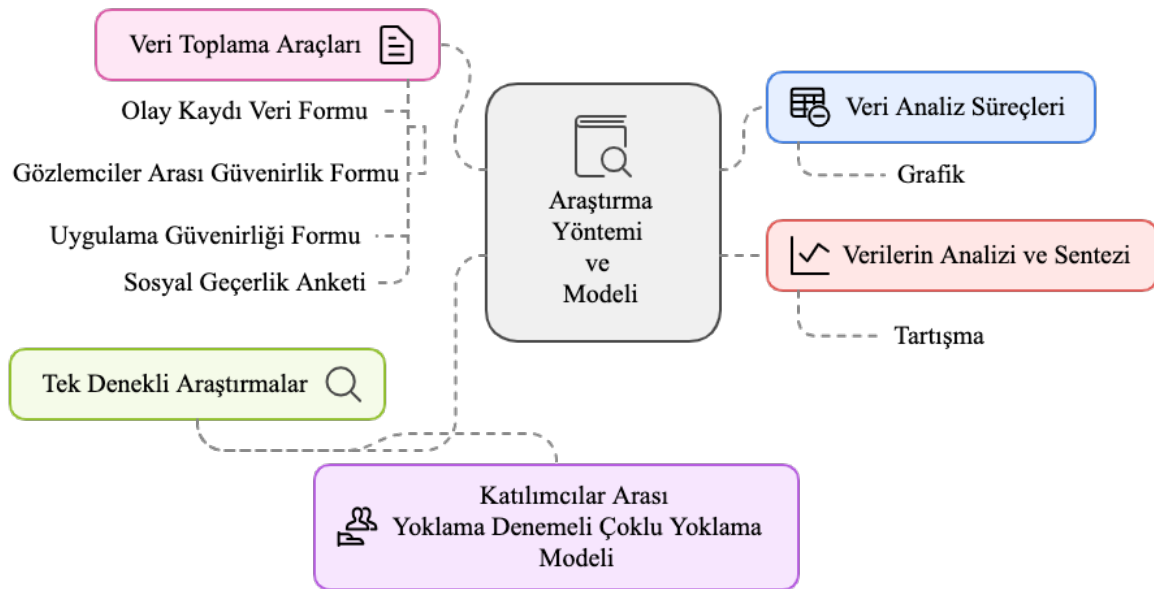 Veri Toplama Araçları
Olay Kaydı Veri Formu
Gözlemciler Arası Güvenirlik Formu
Uygulama Güvenirliği Formu
Sosyal Geçerlik Anketi
Tek Denekli Araştırmalar
Araştırma
Yöntemi
ve
Modeli
Veri Analiz Süreçleri
Grafik
Verilerin Analizi ve Sentezi
Tartışma
Katılımcılar Arası
Yoklama Denemeli Çoklu Yoklama
Modeli